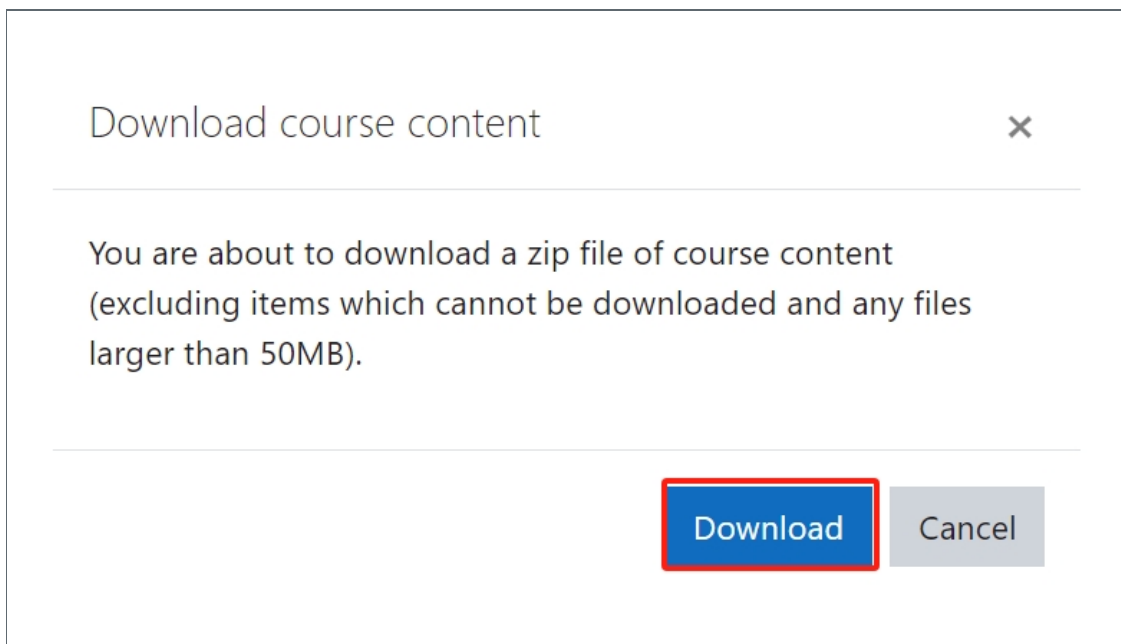 Download course content
You are about to download a zip file of course content
(excluding items which cannot be downloaded and any files
larger than 50MB).
Download
Cancel